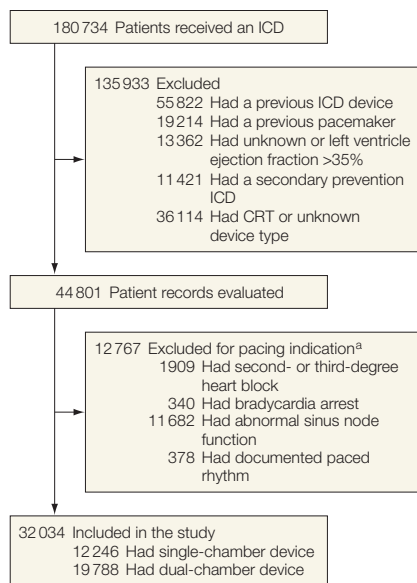 180 734 Patients received an ICD
135 933 Excluded
55 822 Had a previous ICD device
19 214 Had a previous pacemaker
13 362 Had unknown or left ventricle
ejection fraction >35%
11 421 Had a secondary prevention
ICD
36 114 Had CRT or unknown
device type
44 801 Patient records evaluated
12 767 Excluded for pacing indicationᵃ
1909 Had second- or third-degree
heart block
340 Had bradycardia arrest
11 682 Had abnormal sinus node
function
378 Had documented paced
rhythm
32 034 Included in the study
12 246 Had single-chamber device
19 788 Had dual-chamber device